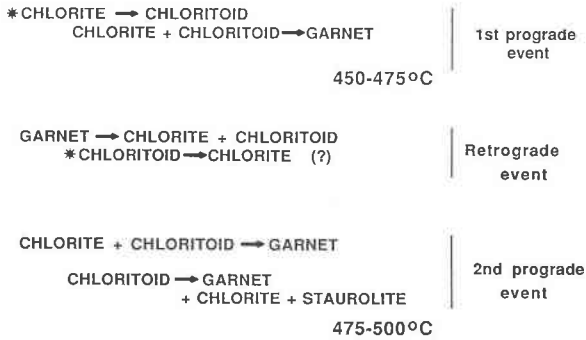 *CHLORITE → CHLORITOID
CHLORITE + CHLORITOID → GARNET
1st prograde
event
450-475°C
GARNET → CHLORITE + CHLORITOID
*CHLORITOID → CHLORITE (?)
Retrograde
event
CHLORITE + CHLORITOID → GARNET
CHLORITOID → GARNET
+ CHLORITE + STAUROLITE
2nd prograde
event
475-500°C